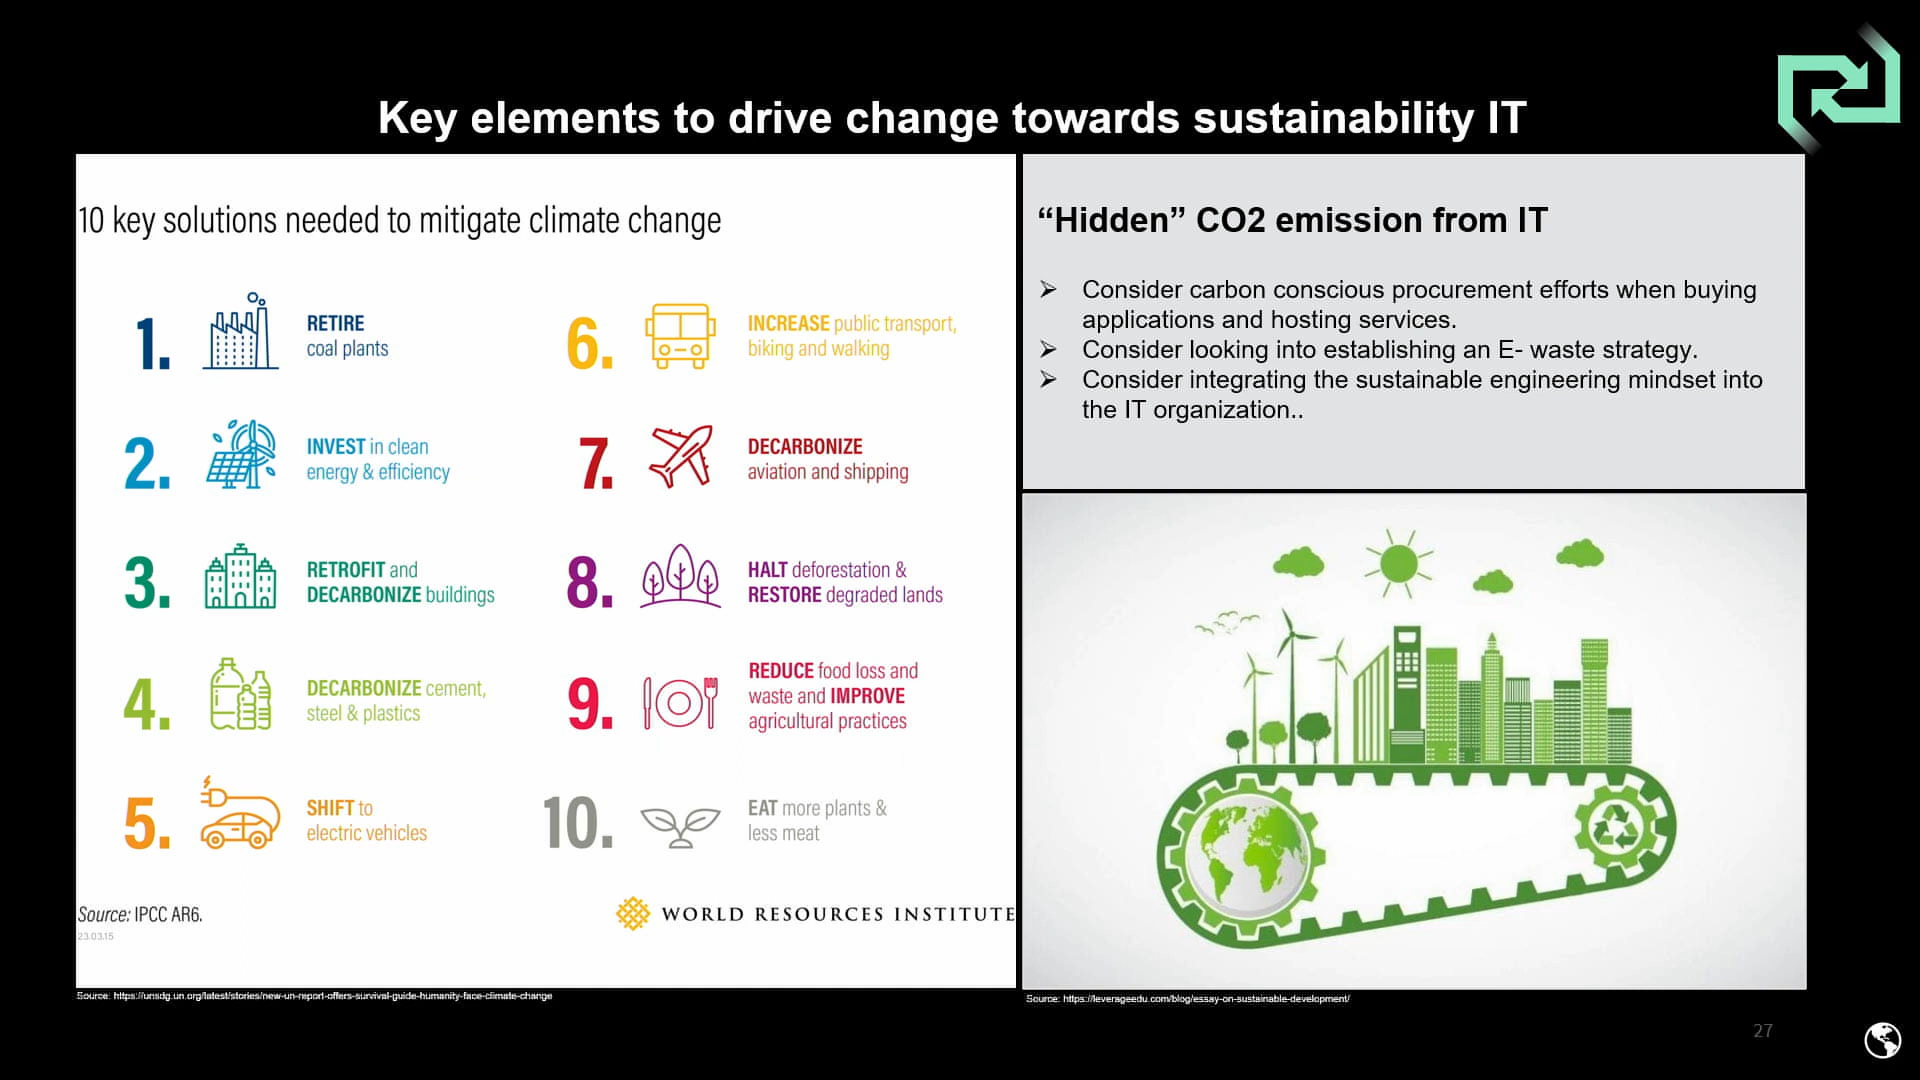 Key elements to drive change towards sustainability IT
10 key solutions needed to mitigate climate change
1.
RETIRE
coal plants
2.
INVEST in clean
energy & efficiency
3.
RETROFIT and
DECARBONIZE buildings
4.
DECARBONIZE cement,
steel & plastics
5.
SHIFT to
electric vehicles
6.
INCREASE public transport,
biking and walking
7.
DECARBONIZE
aviation and shipping
8.
HALT deforestation &
RESTORE degraded lands
9.
REDUCE food loss and
waste and IMPROVE
agricultural practices
10.
EAT more plants &
less meat
Source: IPCC AR6.
23.03.15
WORLD RESOURCES INSTITUTE
Source: https://unsdg.un.org/latest/stories/new-un-report-offers-survival-guide-humanity-face-climate-change
“Hidden” CO2 emission from IT
➢ Consider carbon conscious procurement efforts when buying
applications and hosting services.
➢ Consider looking into establishing an E- waste strategy.
➢ Consider integrating the sustainable engineering mindset into
the IT organization..
Source: https://leverageedu.com/blog/essay-on-sustainable-development/
27